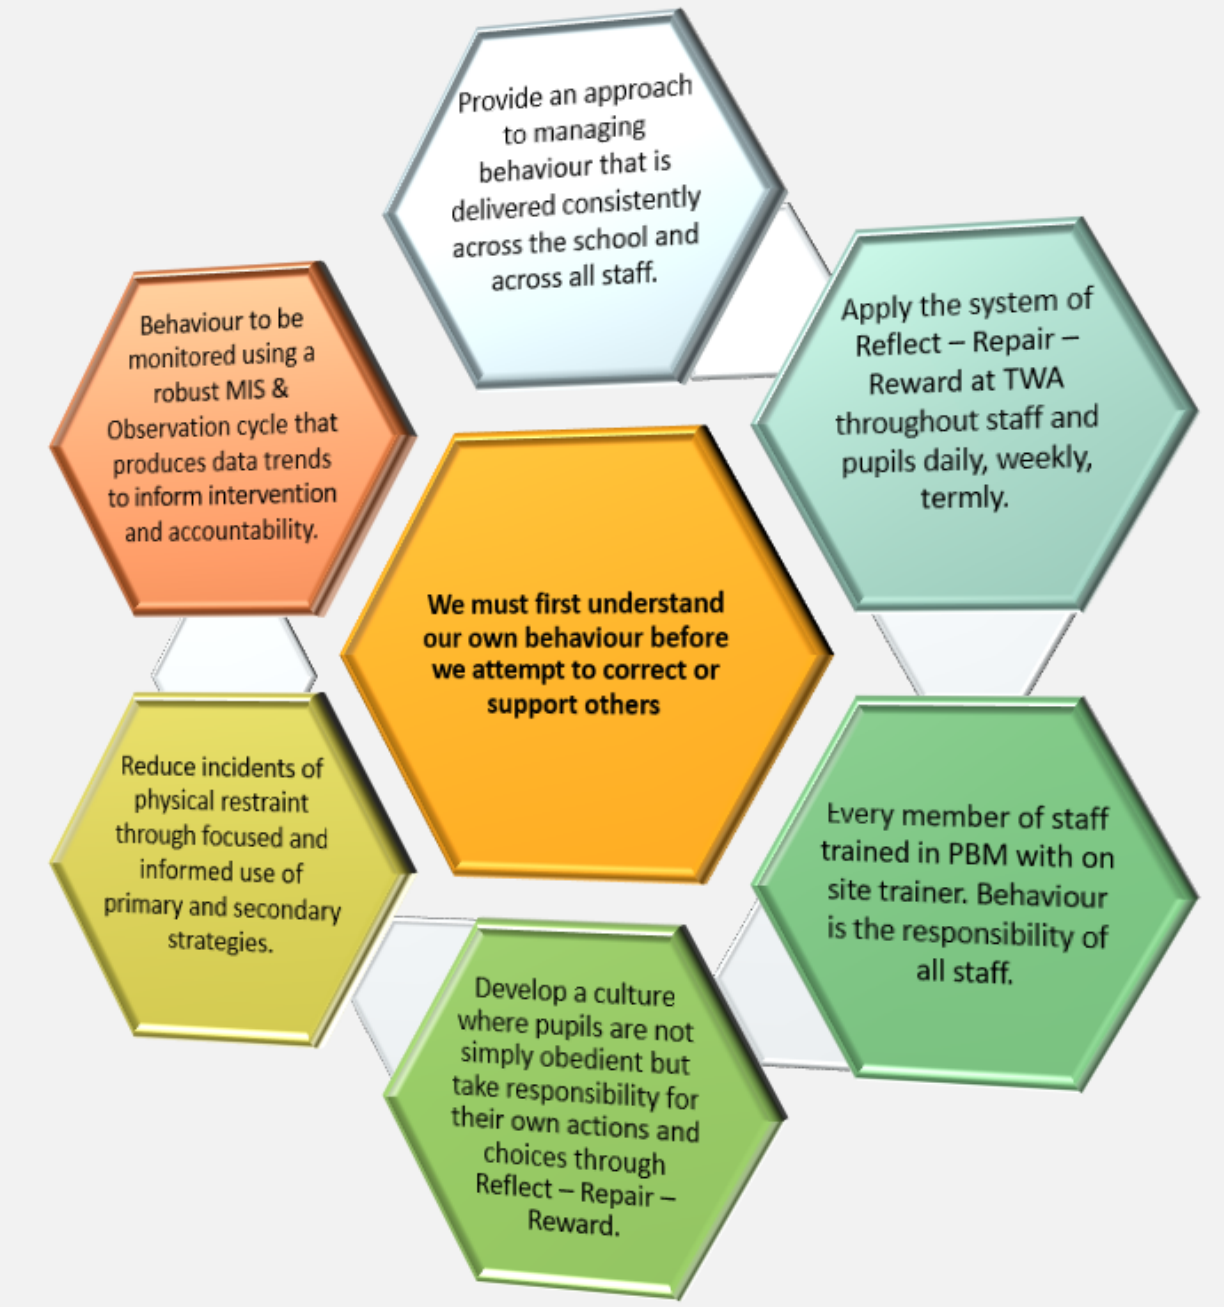 Provide an approach
to managing
behaviour that is
delivered consistently
across the school and
across all staff.
Apply the system of
Reflect – Repair –
Reward at TWA
throughout staff and
pupils daily, weekly,
termly.
Every member of staff
trained in PBM with on
site trainer. Behaviour
is the responsibility of
all staff.
Develop a culture
where pupils are not
simply obedient but
take responsibility for
their own actions and
choices through
Reflect – Repair –
Reward.
Reduce incidents of
physical restraint
through focused and
informed use of
primary and secondary
strategies.
Behaviour to be
monitored using a
robust MIS &
Observation cycle that
produces data trends
to inform intervention
and accountability.
We must first understand
our own behaviour before
we attempt to correct or
support others